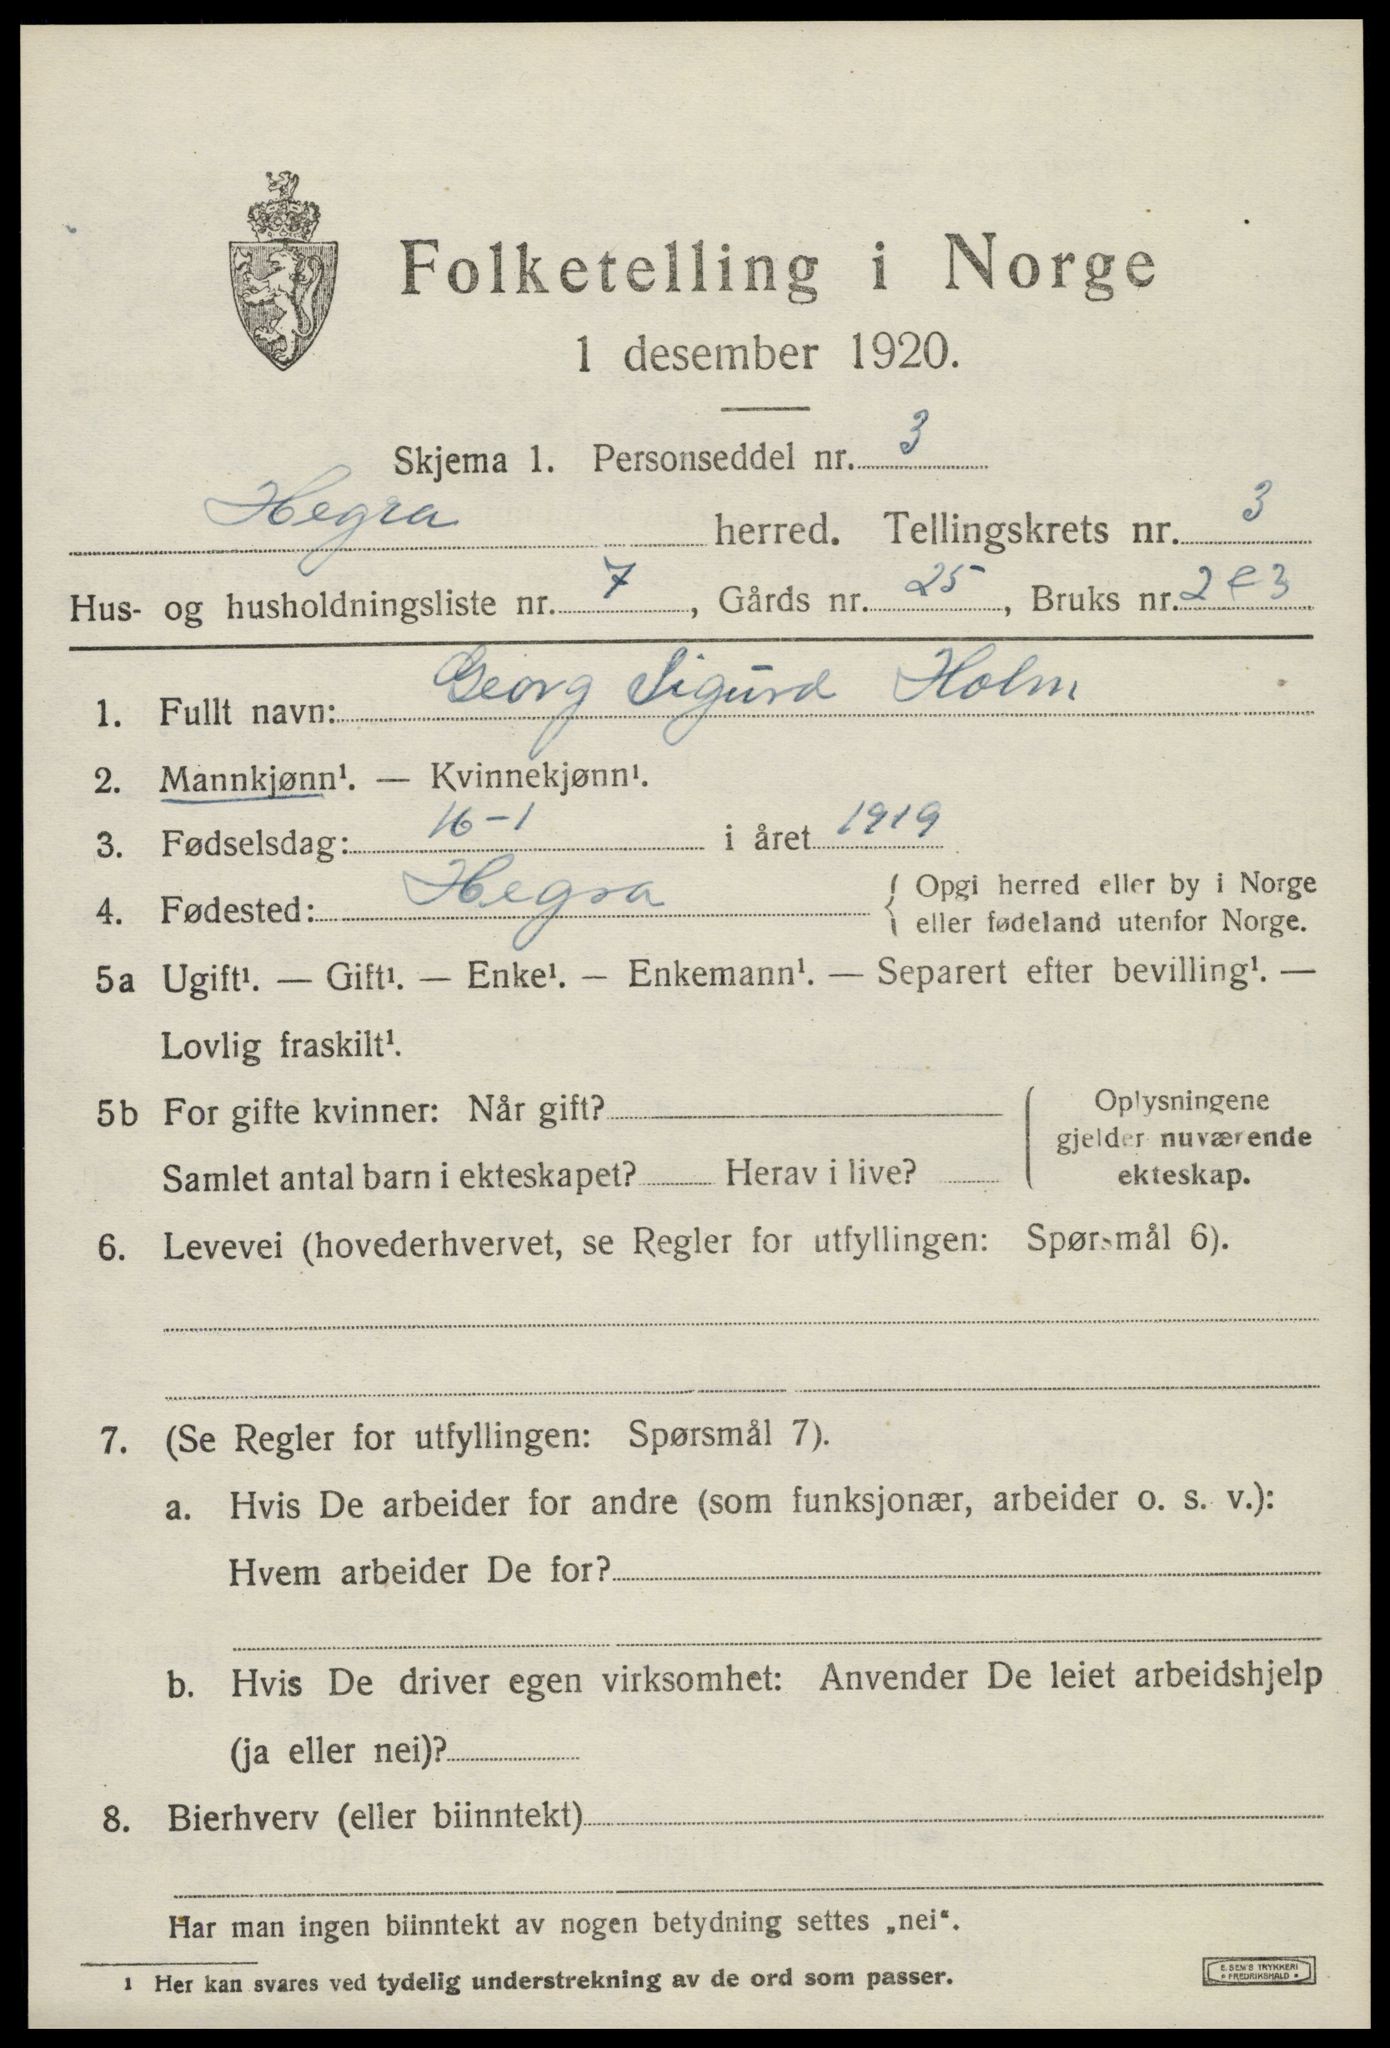 Folketelling i Norge
1 desember 1920.
Skjema 1. Personseddel nr. 3
Hegra herred. Tellingskrets nr. 3
Hus- og husholdningsliste nr. 7, Gårds nr. 25, Bruks nr. 2 & 3
1. Fullt navn: Georg Sigurd Holm
2. Mannkjønn¹. — Kvinnekjønn¹.
3. Fødselsdag: 16-1 i året 1919
4. Fødested: Hegra { Opgi herred eller by i Norge
eller fødeland utenfor Norge.
5a Ugift¹. — Gift¹. — Enke¹. — Enkemann¹. — Separert efter bevilling¹. —
Lovlig fraskilt¹.
5b For gifte kvinner: Når gift?
Samlet antal barn i ekteskapet? Herav i live?
Oplysningene
gjelder nuværende
ekteskap.
6. Levevei (hovederhvervet, se Regler for utfyllingen: Spørsmål 6).
7. (Se Regler for utfyllingen: Spørsmål 7).
a. Hvis De arbeider for andre (som funksjonær, arbeider o. s. v.):
Hvem arbeider De for?
b. Hvis De driver egen virksomhet: Anvender De leiet arbeidshjelp
(ja eller nei)?
8. Bierhverv (eller biinntekt)
Har man ingen biinntekt av nogen betydning settes „nei“.
1 Her kan svares ved tydelig understrekning av de ord som passer.
E. SEM'S TRYKKERI
FREDRIKSHALD